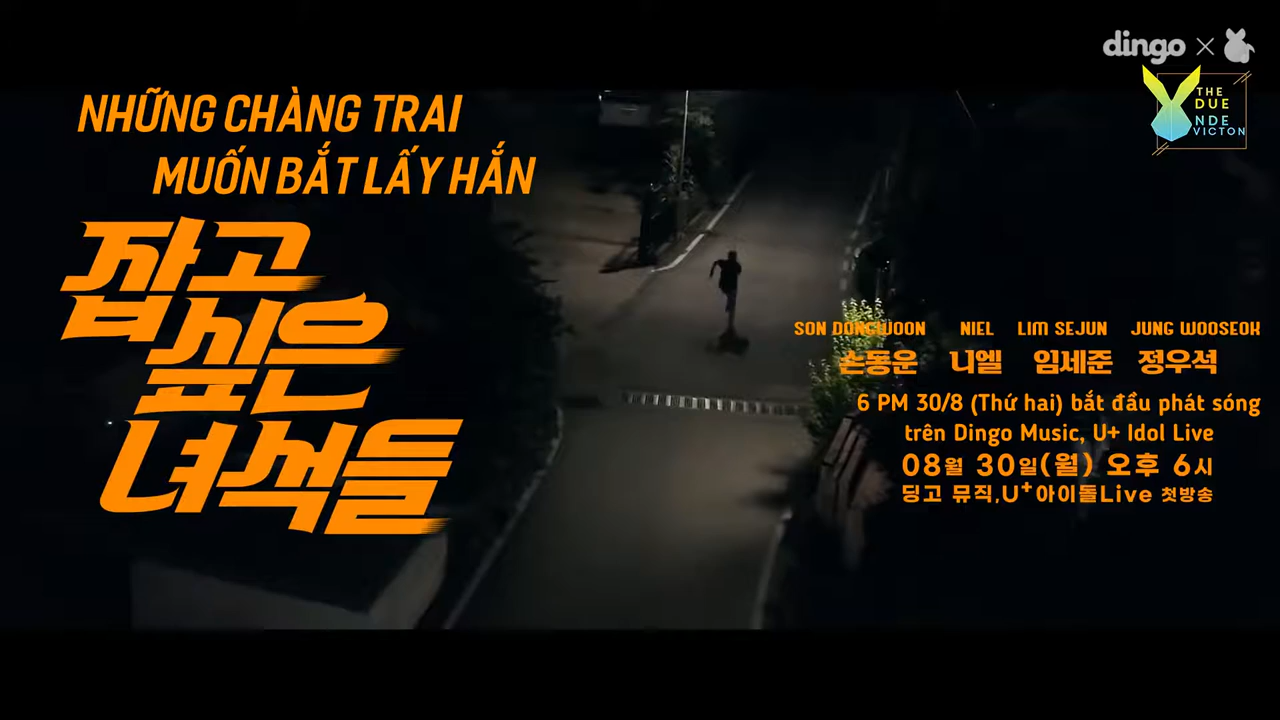 dingo ×
THE
DUE
NDE
VICTON
NHỮNG CHÀNG TRAI
MUỐN BẮT LẤY HẮN
잡고
싶은
녀석들
SON DONGWOON NIEL LIM SEJUN JUNG WOOSEOK
손동운 니엘 임세준 정우석
6 PM 30/8 (Thứ hai) bắt đầu phát sóng
trên Dingo Music, U+ Idol Live
08월 30일(월) 오후 6시
딩고 뮤직,U+아이돌Live 첫방송